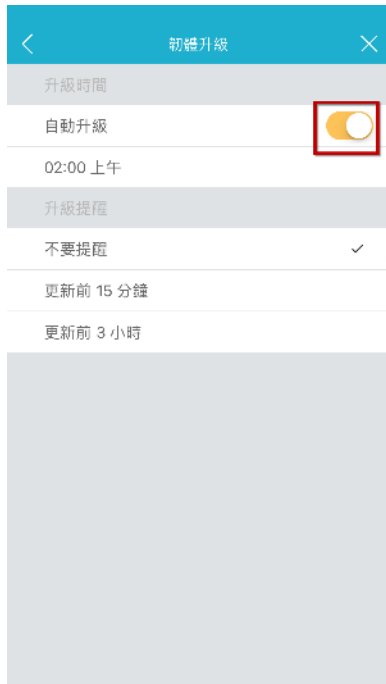 韌體升級
升級時間
自動升級
02:00 上午
升級提醒
不要提醒
更新前 15 分鐘
更新前 3 小時